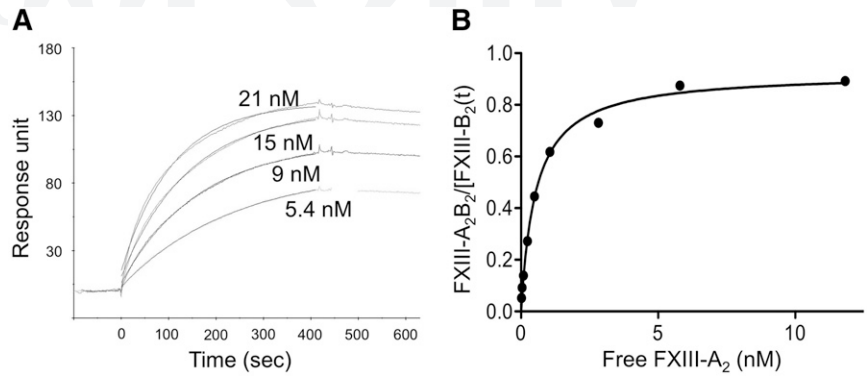 A
180
130
80
30
Response unit
21 nM
15 nM
9 nM
5.4 nM
0 100 200 300 400 500 600
Time (sec)
B
1.0
0.8
0.6
0.4
0.2
0.0
FXIII-A₂B₂/[FXIII-B₂(t)
0 5 10
Free FXIII-A₂ (nM)